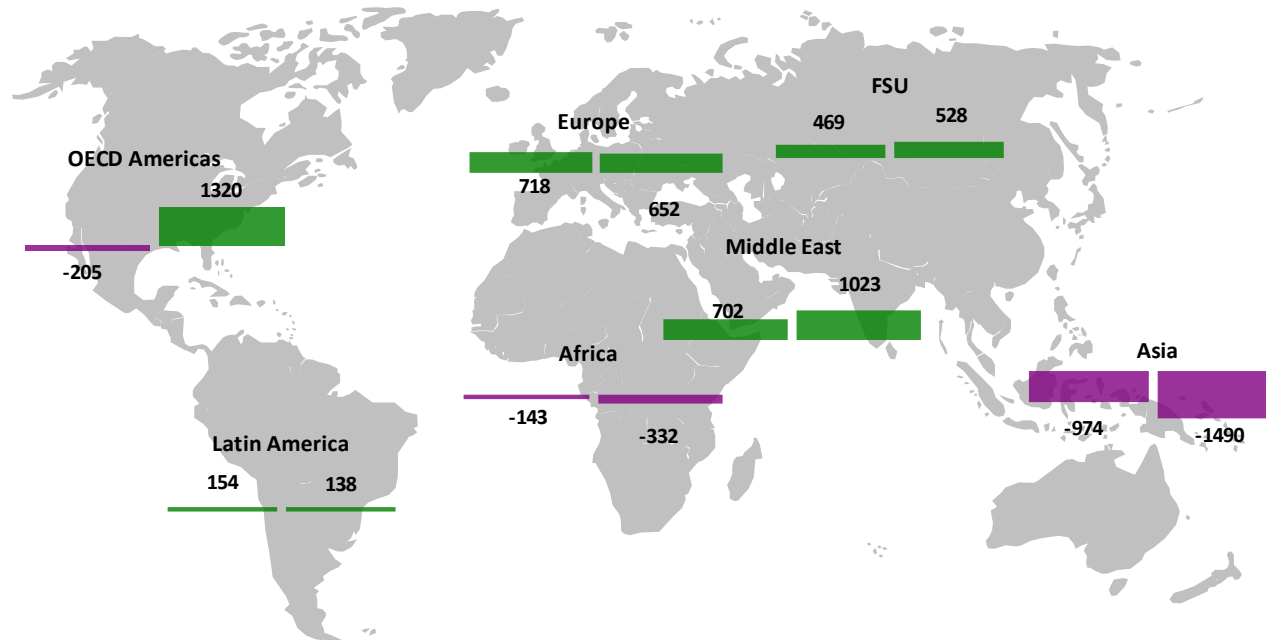 FSU
469 528
Europe
718
652
OECD Americas
1320
-205
Middle East
702
1023
Africa
-143
-332
Asia
-974
-1490
Latin America
154 138